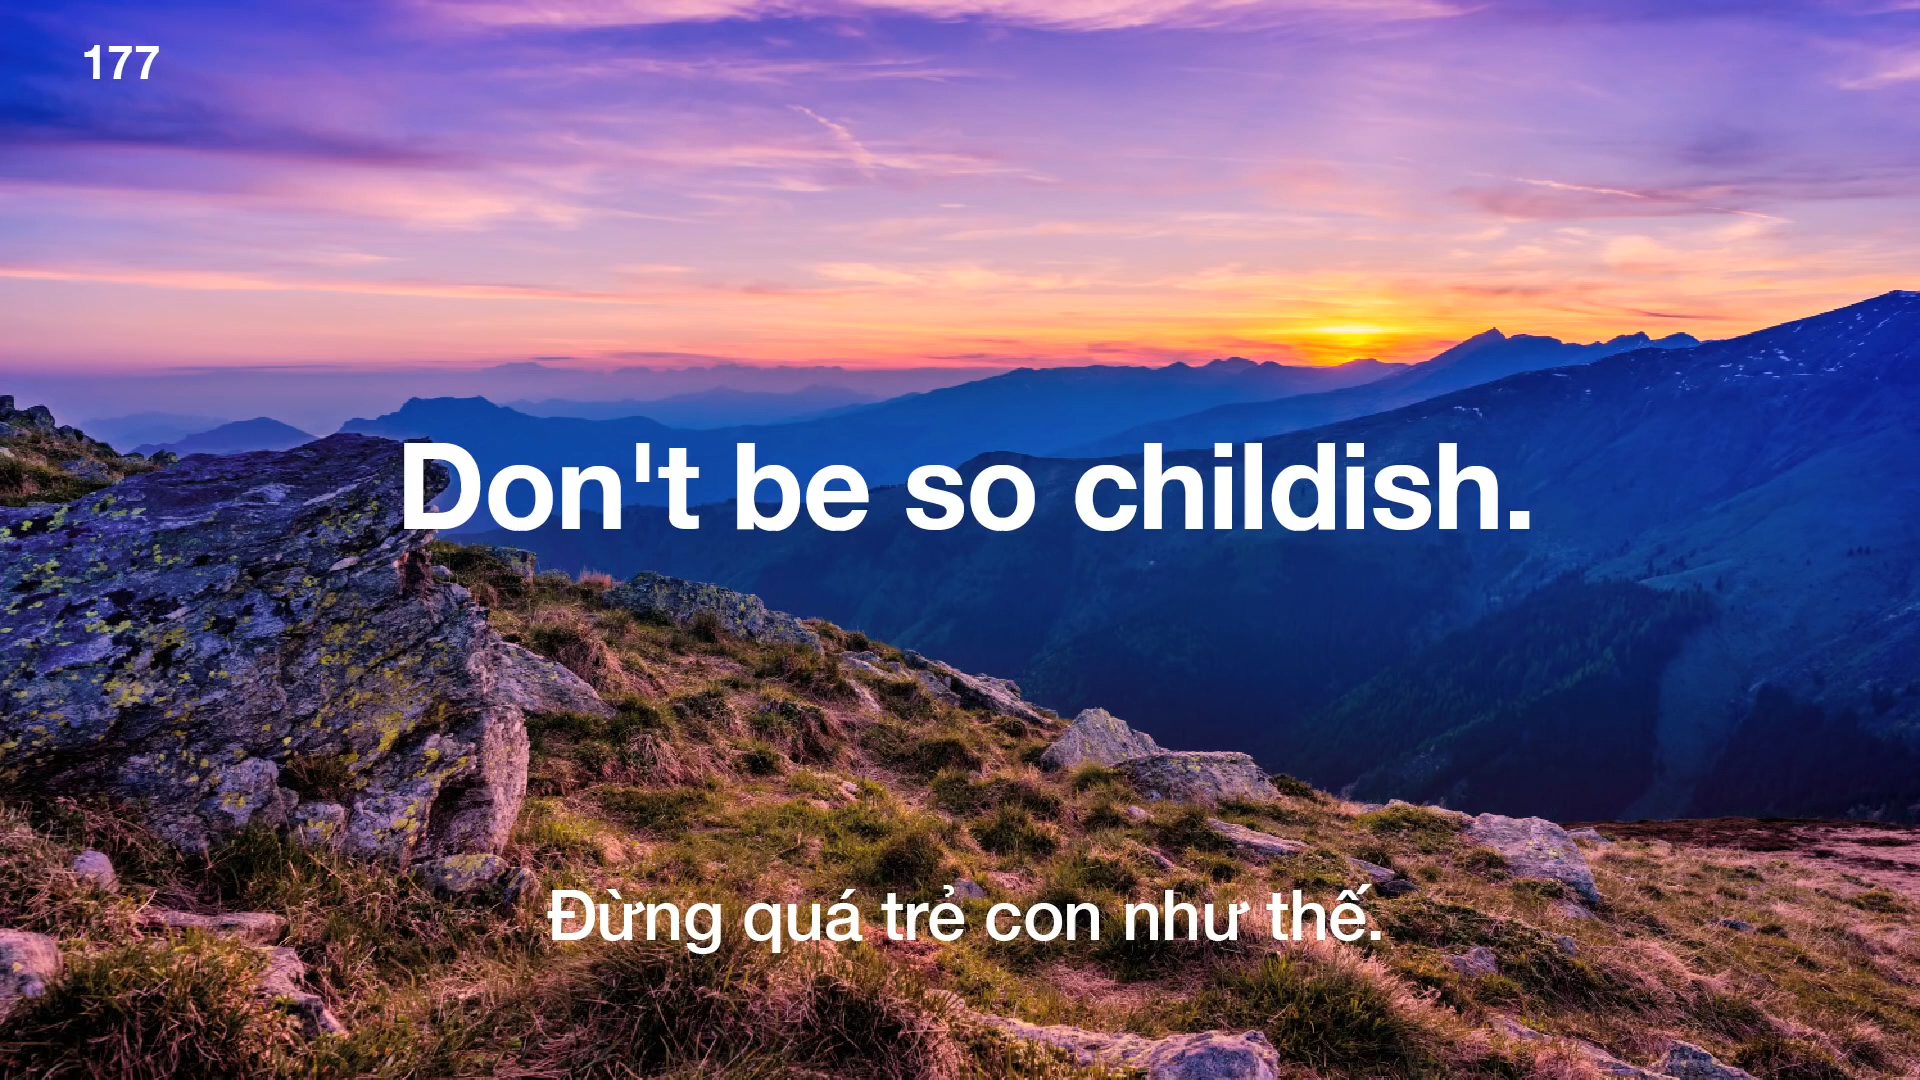 177
Don't be so childish.
Đừng quá trẻ con như thế.